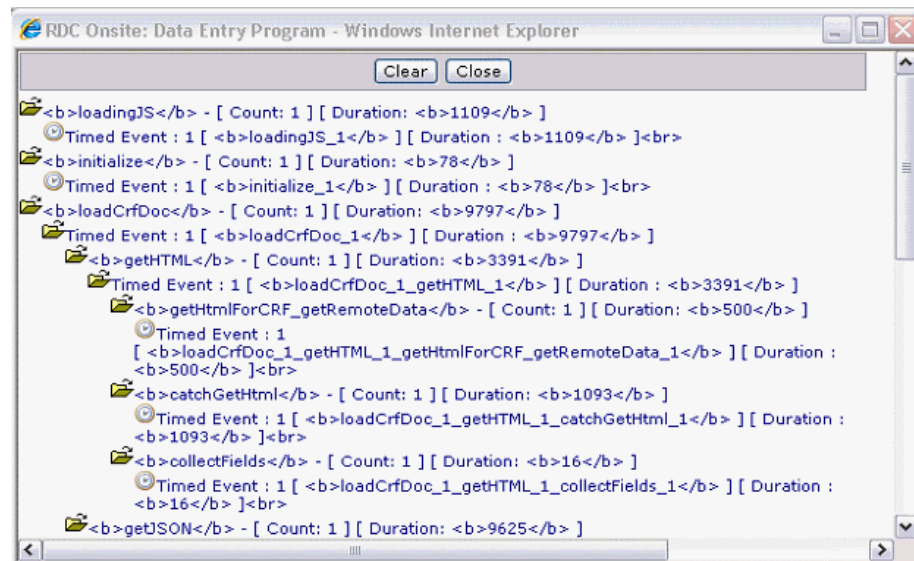 RDC Onsite: Data Entry Program - Windows Internet Explorer
Clear Close
<b>loadingJS</b> - [ Count: 1 ] [ Duration: <b>1109</b> ]
Timed Event : 1 [ <b>loadingJS_1</b> ] [ Duration : <b>1109</b> ]<br>
<b>initialize</b> - [ Count: 1 ] [ Duration: <b>78</b> ]
Timed Event : 1 [ <b>initialize_1</b> ] [ Duration : <b>78</b> ]<br>
<b>loadCrfDoc</b> - [ Count: 1 ] [ Duration: <b>9797</b> ]
Timed Event : 1 [ <b>loadCrfDoc_1</b> ] [ Duration : <b>9797</b> ]
<b>getHTML</b> - [ Count: 1 ] [ Duration: <b>3391</b> ]
Timed Event : 1 [ <b>loadCrfDoc_1_getHTML_1</b> ] [ Duration : <b>3391</b> ]
<b>getHtmlForCRF_getRemoteData</b> - [ Count: 1 ] [ Duration: <b>500</b> ]
Timed Event : 1
[ <b>loadCrfDoc_1_getHTML_1_getHtmlForCRF_getRemoteData_1</b> ] [ Duration :
<b>500</b> ]<br>
<b>catchGetHtml</b> - [ Count: 1 ] [ Duration: <b>1093</b> ]
Timed Event : 1 [ <b>loadCrfDoc_1_getHTML_1_catchGetHtml_1</b> ] [ Duration :
<b>1093</b> ]<br>
<b>collectFields</b> - [ Count: 1 ] [ Duration: <b>16</b> ]
Timed Event : 1 [ <b>loadCrfDoc_1_getHTML_1_collectFields_1</b> ] [ Duration :
<b>16</b> ]<br>
<b>getJSON</b> - [ Count: 1 ] [ Duration: <b>9625</b> ]